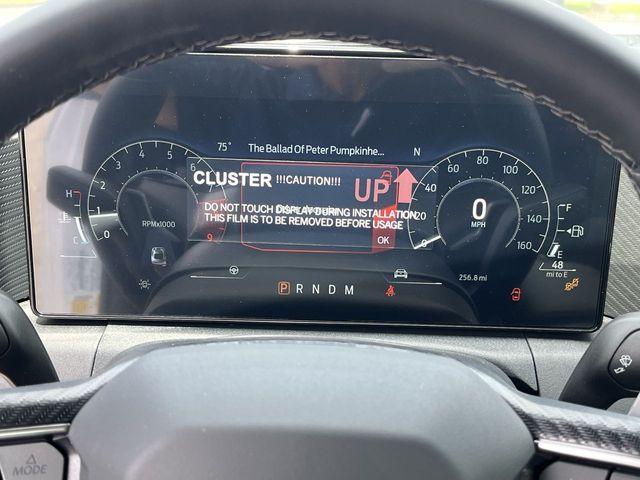 75° The Ballad Of Peter Pumpkinhe... N
CLUSTER !!!CAUTION!!! UP
DO NOT TOUCH DISPLAY DURING INSTALLATION
THIS FILM IS TO BE REMOVED BEFORE USAGE
OK
0 1 2 3 4 5 6 7 8 9
RPMx1000
H
C
0 20 40 60 80 100 120 140 160
0
MPH
F
E
48
mi to E
256.8 mi
P R N D M
MODE